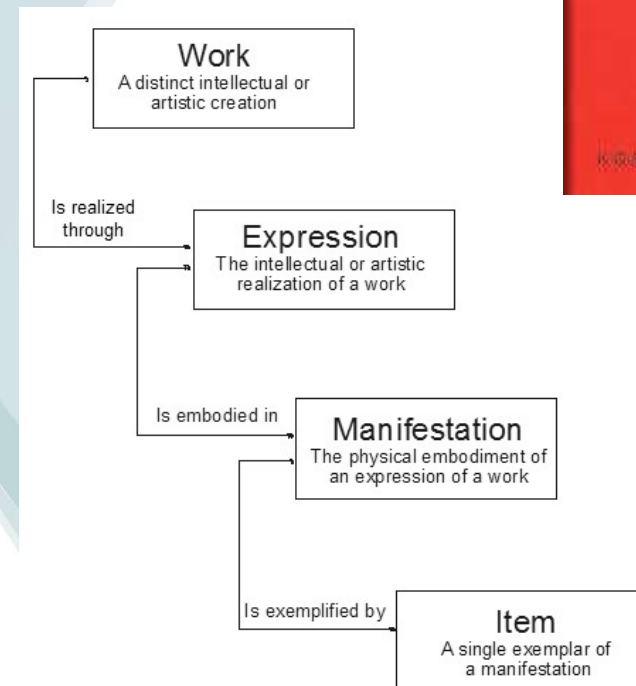 Work
A distinct intellectual or
artistic creation
Is realized
through
Expression
The intellectual or artistic
realization of a work
Is embodied in
Manifestation
The physical embodiment of
an expression of a work
Is exemplified by
Item
A single exemplar of
a manifestation